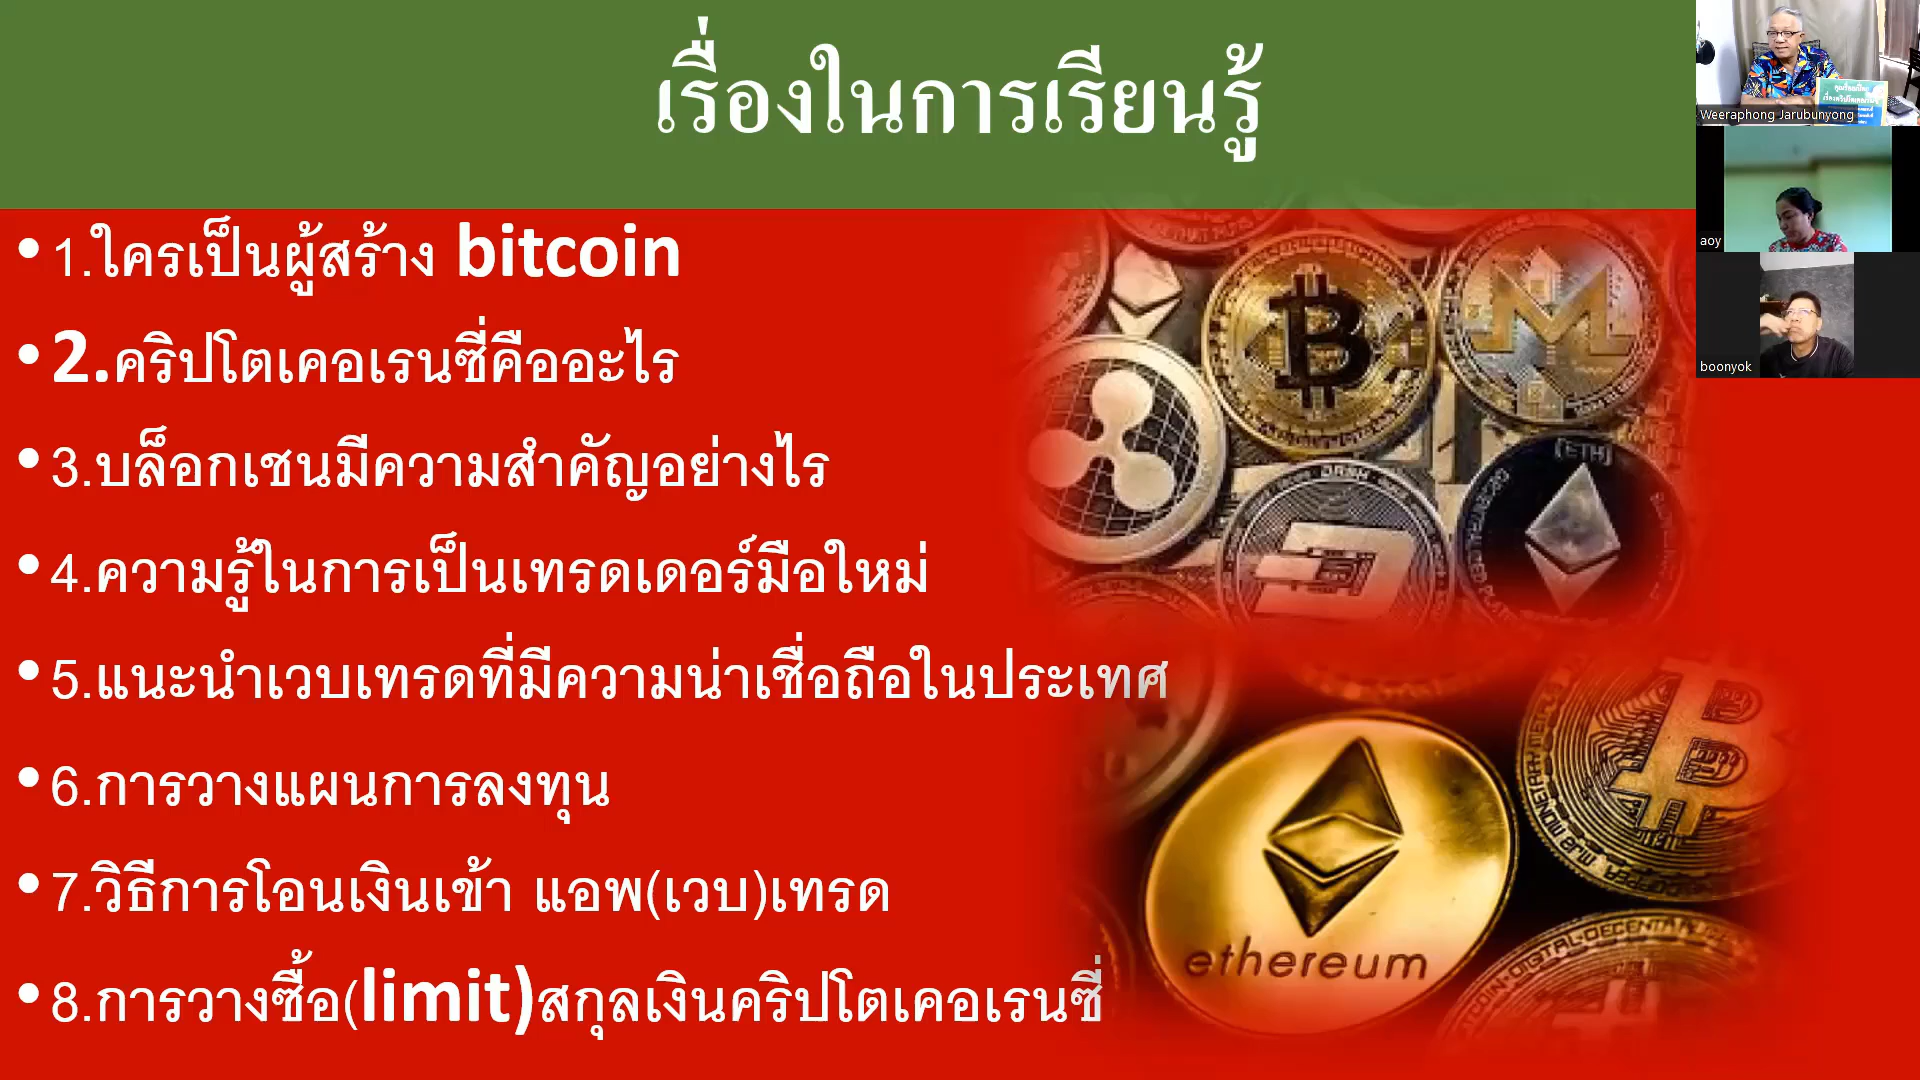 เรื่องในการเรียนรู้
• 1.ใครเป็นผู้สร้าง bitcoin
• 2.คริปโตเคอเรนซี่คืออะไร
• 3.บล็อกเชนมีความสำคัญอย่างไร
• 4.ความรู้ในการเป็นเทรดเดอร์มือใหม่
• 5.แนะนำเวบเทรดที่มีความน่าเชื่อถือในประเทศ
• 6.การวางแผนการลงทุน
• 7.วิธีการโอนเงินเข้า แอพ(เวบ)เทรด
• 8.การวางซื้อ(limit)สกุลเงินคริปโตเคอเรนซี่
Weeraphong Jarubunyong
aoy
boonyok
DASH
(ETH)
ethereum